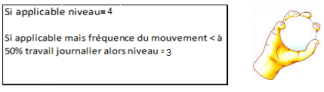 Si applicable niveau= 4
Si applicable mais fréquence du mouvement < à
50% travail journalier alors niveau = 3